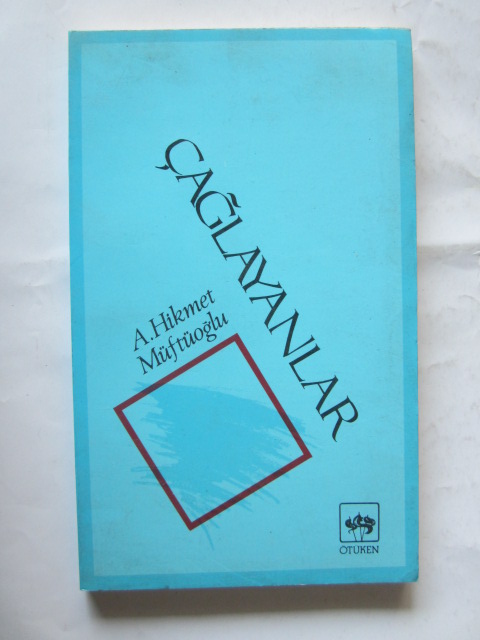 ÇAĞLAYANLAR
A.Hikmet
Müftüoğlu
ÖTÜKEN